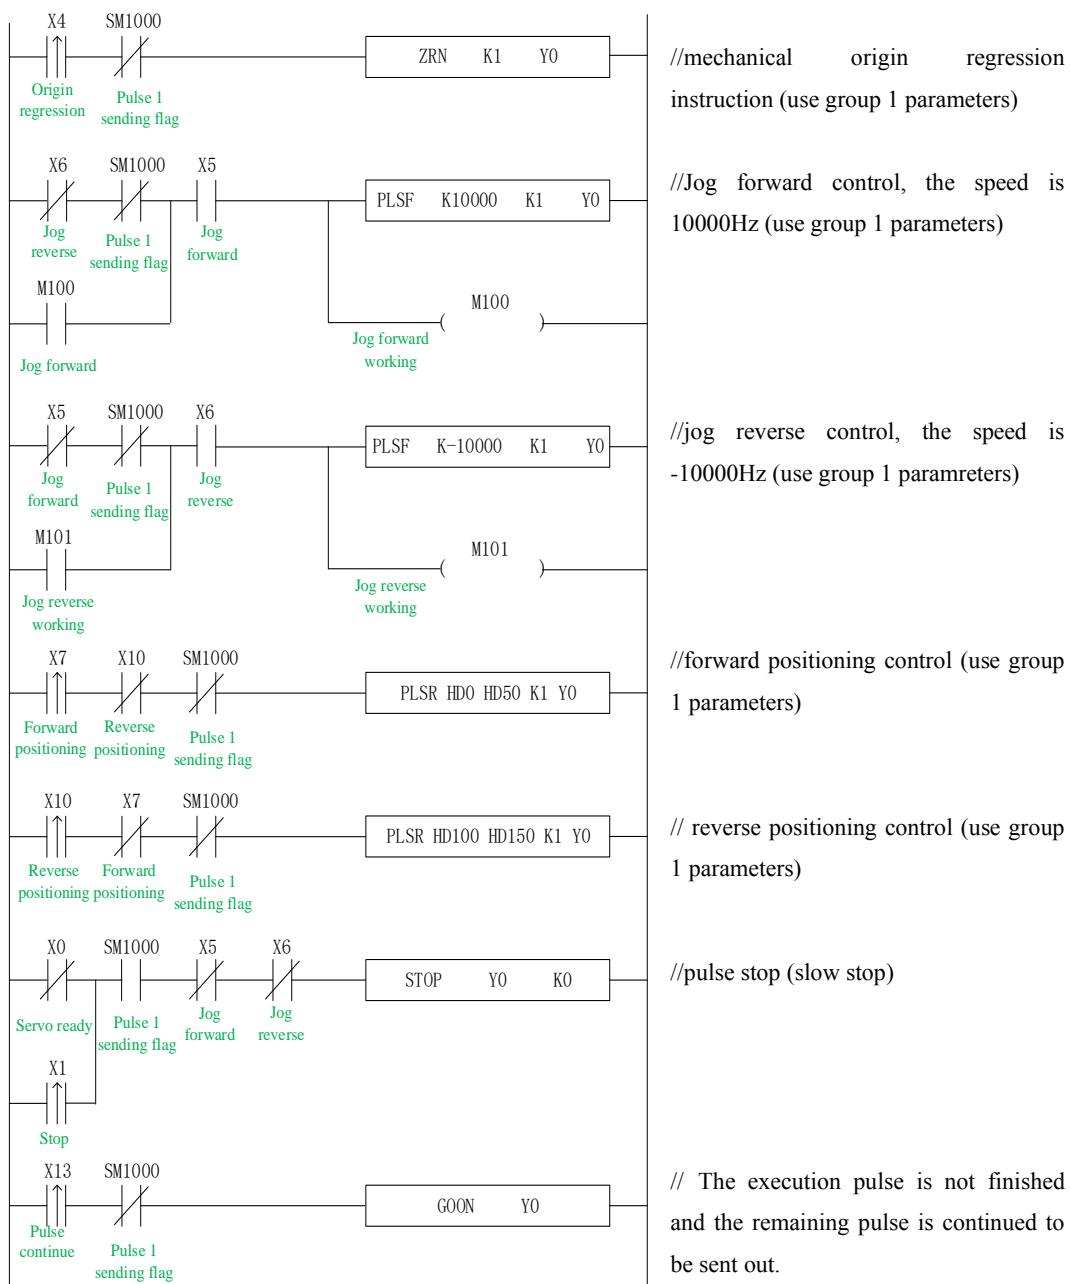 X4 SM1000
ZRN K1 Y0
Origin
regression
Pulse 1
sending flag
//mechanical origin regression
instruction (use group 1 parameters)
X6 SM1000 X5
PLSF K10000 K1 Y0
Jog
reverse
Pulse 1
sending flag
Jog
forward
//Jog forward control, the speed is
10000Hz (use group 1 parameters)
M100
M100
( )
Jog forward
Jog forward
working
X5 SM1000 X6
PLSF K-10000 K1 Y0
Jog
forward
Pulse 1
sending flag
Jog
reverse
//jog reverse control, the speed is
-10000Hz (use group 1 paramreters)
M101
M101
( )
Jog reverse
working
Jog reverse
working
X7 X10 SM1000
PLSR HD0 HD50 K1 Y0
Forward
positioning
Reverse
positioning
Pulse 1
sending flag
//forward positioning control (use group
1 parameters)
X10 X7 SM1000
PLSR HD100 HD150 K1 Y0
Reverse
positioning
Forward
positioning
Pulse 1
sending flag
// reverse positioning control (use group
1 parameters)
X0 SM1000 X5 X6
STOP Y0 K0
Servo ready
Pulse 1
sending flag
Jog
forward
Jog
reverse
//pulse stop (slow stop)
X1
Stop
X13 SM1000
GOON Y0
Pulse
continue
Pulse 1
sending flag
// The execution pulse is not finished
and the remaining pulse is continued to
be sent out.